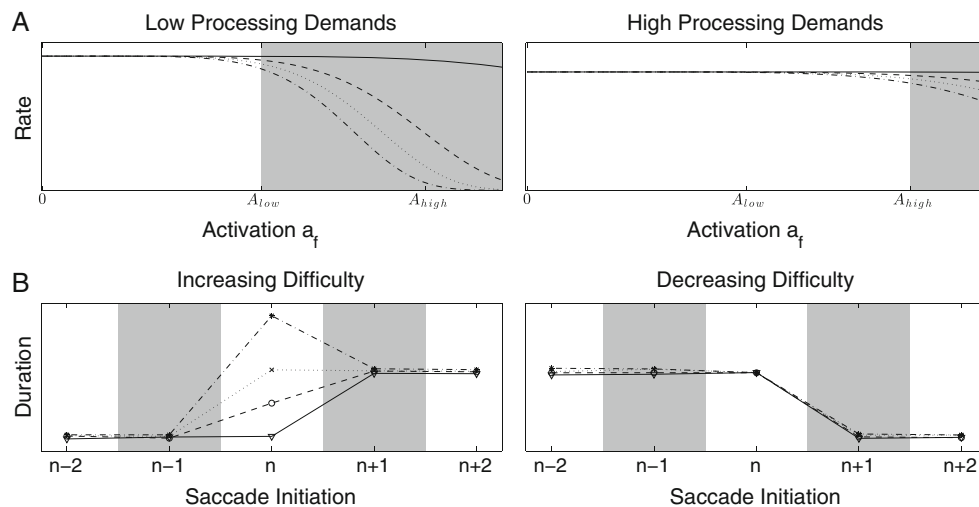 A
Low Processing Demands
High Processing Demands
Rate
0
A_low
A_high
0
A_low
A_high
Activation a_f
Activation a_f
B
Increasing Difficulty
Decreasing Difficulty
Duration
n−2
n−1
n
n+1
n+2
n−2
n−1
n
n+1
n+2
Saccade Initiation
Saccade Initiation